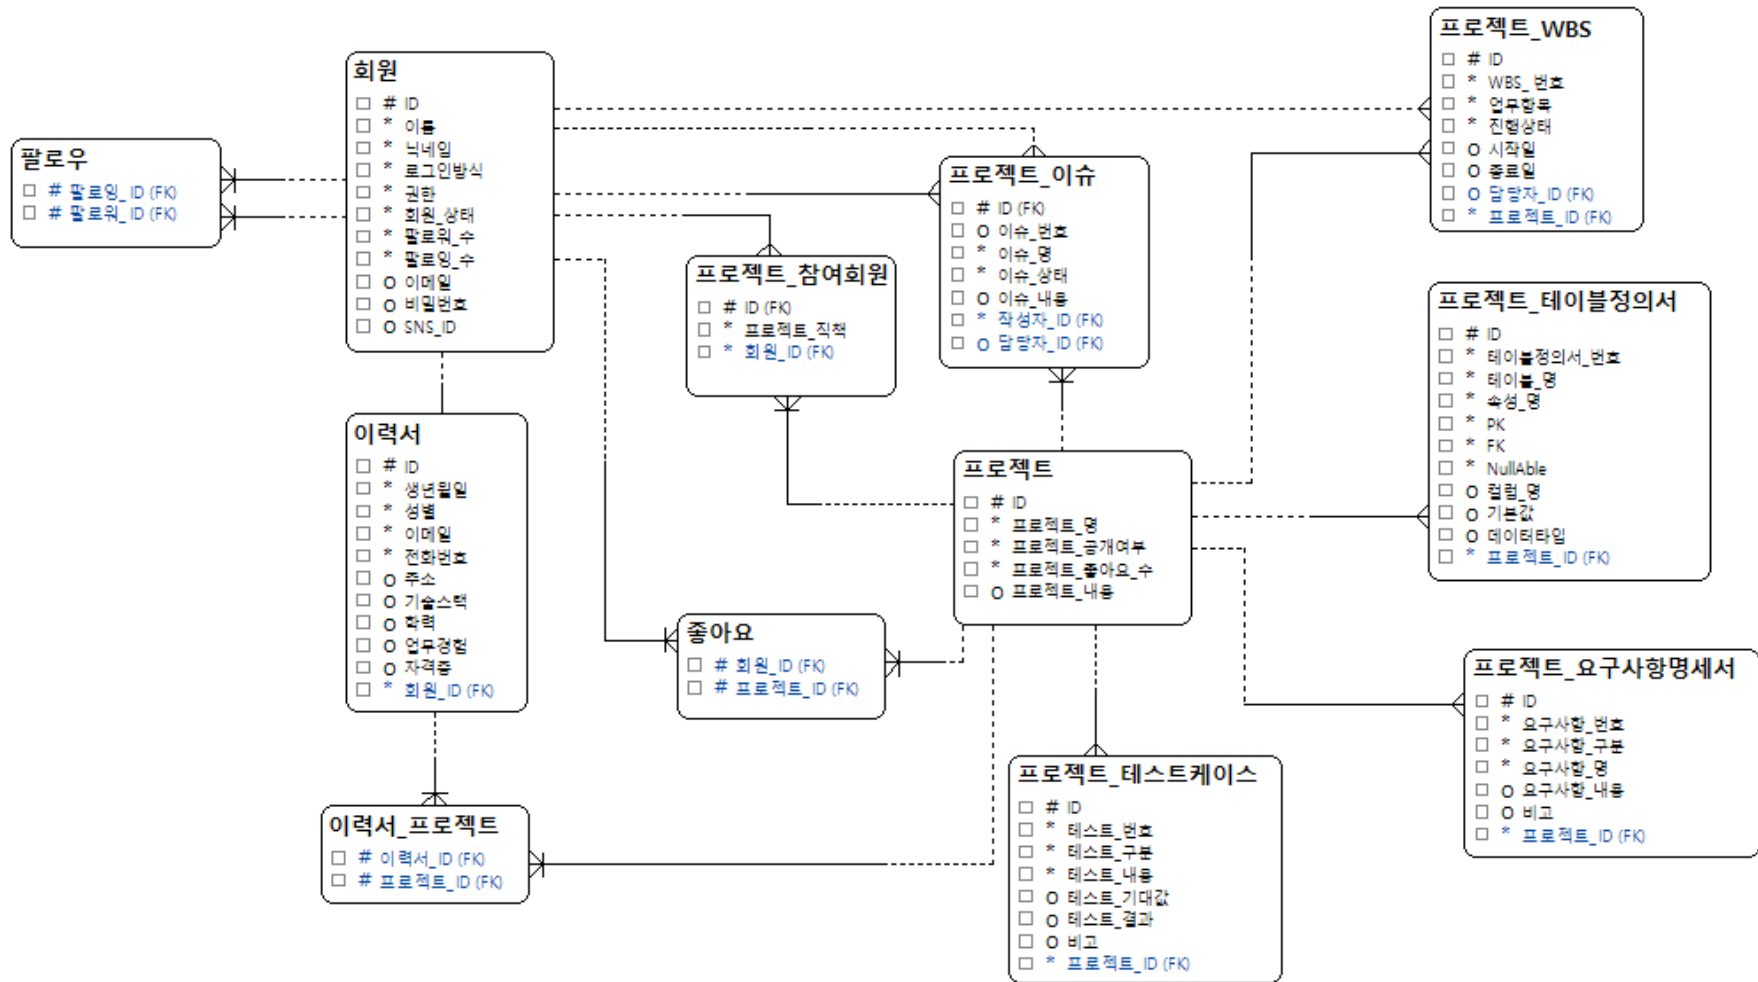 회원
# ID
* 이름
* 닉네임
* 로그인방식
* 권한
* 회원_상태
* 팔로워_수
* 팔로잉_수
O 이메일
O 비밀번호
O SNS_ID
팔로우
# 팔로잉_ID (FK)
# 팔로워_ID (FK)
프로젝트_이슈
# ID (FK)
O 이슈_번호
* 이슈_명
* 이슈_상태
O 이슈_내용
* 작성자_ID (FK)
O 담당자_ID (FK)
프로젝트_WBS
# ID
* WBS_ 번호
* 업무항목
* 진행상태
O 시작일
O 종료일
O 담당자_ID (FK)
* 프로젝트_ID (FK)
프로젝트_참여회원
# ID (FK)
* 프로젝트_직책
* 회원_ID (FK)
프로젝트_테이블정의서
# ID
* 테이블정의서_번호
* 테이블_명
* 속성_명
* PK
* FK
* NullAble
O 컬럼_명
O 기본값
O 데이터타입
* 프로젝트_ID (FK)
이력서
# ID
* 생년월일
* 성별
* 이메일
* 전화번호
O 주소
O 기술스택
O 학력
O 업무경험
O 자격증
* 회원_ID (FK)
프로젝트
# ID
* 프로젝트_명
* 프로젝트_공개여부
* 프로젝트_좋아요_수
O 프로젝트_내용
좋아요
# 회원_ID (FK)
# 프로젝트_ID (FK)
프로젝트_요구사항명세서
# ID
* 요구사항_번호
* 요구사항_구분
* 요구사항_명
O 요구사항_내용
O 비고
* 프로젝트_ID (FK)
이력서_프로젝트
# 이력서_ID (FK)
# 프로젝트_ID (FK)
프로젝트_테스트케이스
# ID
* 테스트_번호
* 테스트_구분
* 테스트_내용
O 테스트_기대값
O 테스트_결과
O 비고
* 프로젝트_ID (FK)